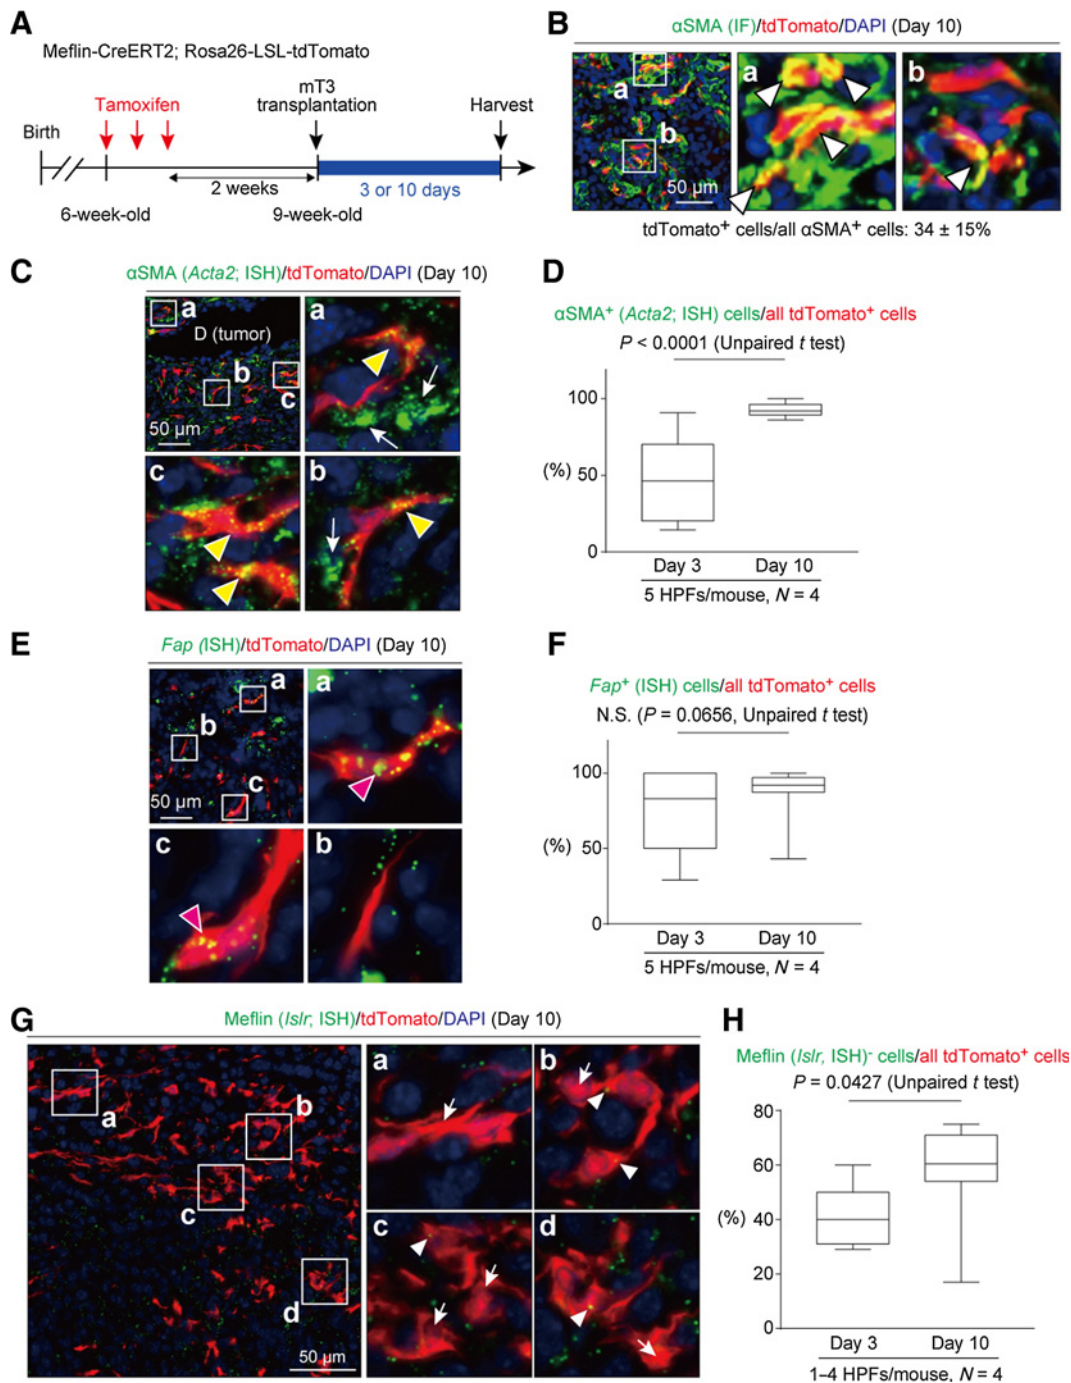 A
Meflin-CreERT2; Rosa26-LSL-tdTomato
Tamoxifen
mT3
transplantation
Harvest
Birth
2 weeks
3 or 10 days
6-week-old
9-week-old
B
αSMA (IF)/tdTomato/DAPI (Day 10)
a
b
50 µm
a
b
tdTomato⁺ cells/all αSMA⁺ cells: 34 ± 15%
C
αSMA (Acta2; ISH)/tdTomato/DAPI (Day 10)
a
D (tumor)
b
c
50 µm
a
c
b
D
αSMA⁺ (Acta2; ISH) cells/all tdTomato⁺ cells
P < 0.0001 (Unpaired t test)
100
50
0
(%)
Day 3
Day 10
5 HPFs/mouse, N = 4
E
Fap (ISH)/tdTomato/DAPI (Day 10)
a
b
c
50 µm
a
c
b
F
Fap⁺ (ISH) cells/all tdTomato⁺ cells
N.S. (P = 0.0656, Unpaired t test)
100
50
0
(%)
Day 3
Day 10
5 HPFs/mouse, N = 4
G
Meflin (Islr, ISH)/tdTomato/DAPI (Day 10)
a
b
c
d
50 µm
a
b
c
d
H
Meflin (Islr, ISH)⁻ cells/all tdTomato⁺ cells
P = 0.0427 (Unpaired t test)
80
60
40
20
0
(%)
Day 3
Day 10
1–4 HPFs/mouse, N = 4